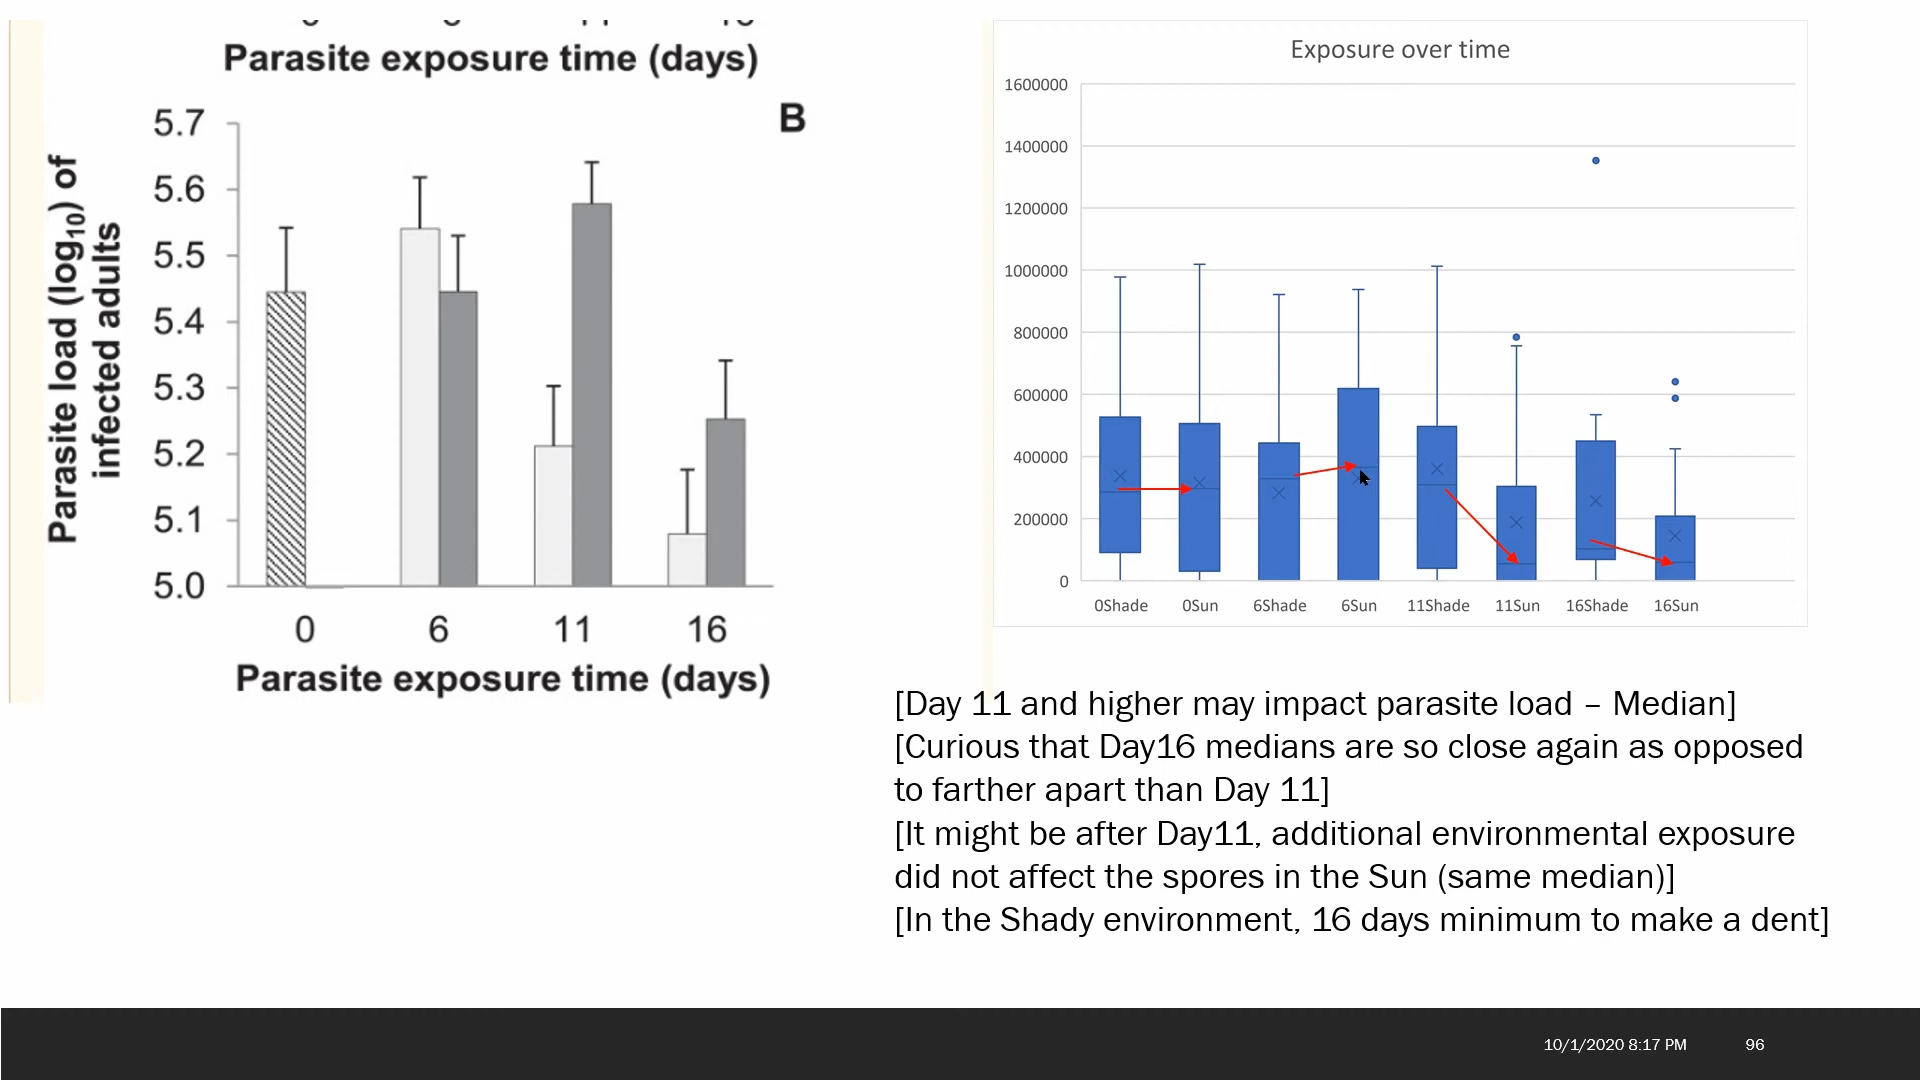 Parasite exposure time (days)
B
Parasite load (log10) of
infected adults
5.7
5.6
5.5
5.4
5.3
5.2
5.1
5.0
0 6 11 16
Parasite exposure time (days)
Exposure over time
1600000
1400000
1200000
1000000
800000
600000
400000
200000
0
0Shade 0Sun 6Shade 6Sun 11Shade 11Sun 16Shade 16Sun
[Day 11 and higher may impact parasite load – Median]
[Curious that Day16 medians are so close again as opposed
to farther apart than Day 11]
[It might be after Day11, additional environmental exposure
did not affect the spores in the Sun (same median)]
[In the Shady environment, 16 days minimum to make a dent]
10/1/2020 8:17 PM 96